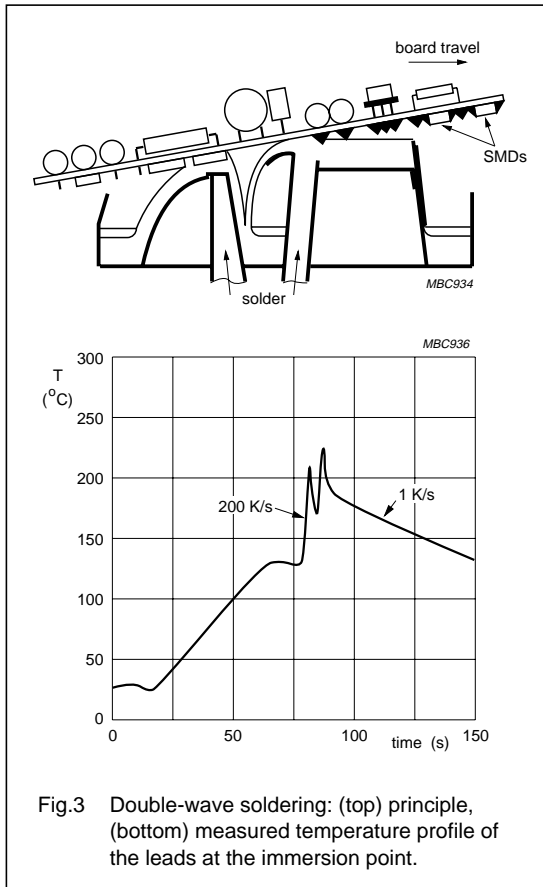 board travel
SMDs
MBC934
solder
MBC936
300
T
(°C)
250
200
200 K/s
1 K/s
150
100
50
0
0 50 100 150
time (s)
Fig.3 Double-wave soldering: (top) principle,
(bottom) measured temperature profile of
the leads at the immersion point.